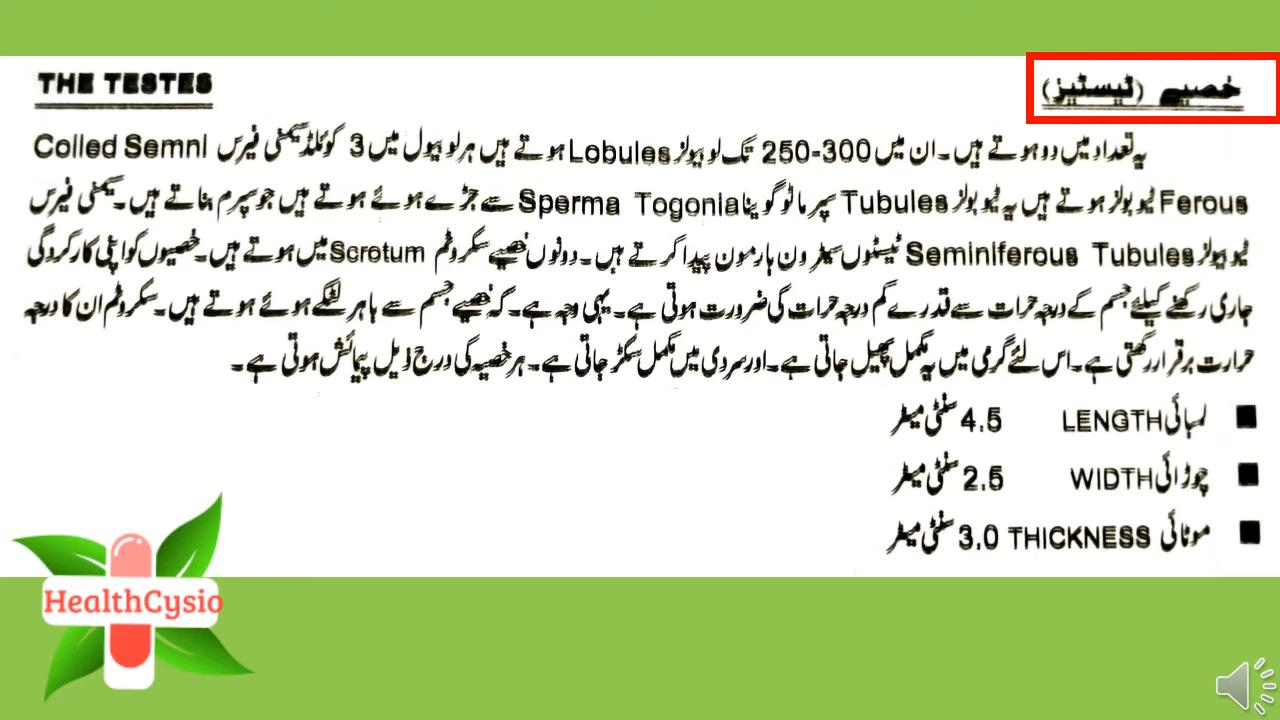 خصیے (ٹیسٹیز) THE TESTES
یہ تعداد میں دو ہوتے ہیں۔ ان میں 300-250 تک لوبیولز Lobules ہوتے ہیں ہر لوبیول میں 3 کوئلڈ سیمنی فیرس Colled Semni
Ferous ٹیوبولز ہوتے ہیں یہ ٹیوبولز Tubules سپرماٹوگونیا Sperma Togonia سے جڑے ہوئے ہوتے ہیں جو سپرم بناتے ہیں۔ سیمنی فیرس
ٹیوبولز Seminiferous Tubules ٹیسٹوں سیٹرون ہارمون پیدا کرتے ہیں۔ دونوں خصیے سکروٹم Scrotum میں ہوتے ہیں۔ خصیوں کو اپنی کارکردگی
جاری رکھنے کیلئے جسم کے درجہ حرات سے قدرے کم درجہ حرات کی ضرورت ہوتی ہے۔ یہی وجہ ہے۔ کہ خصیے جسم سے باہر لٹکے ہوئے ہوتے ہیں۔ سکروٹم ان کا درجہ
حرارت برقرار رکھتی ہے۔ اس لئے گرمی میں یہ مکمل پھیل جاتی ہے۔ اور سردی میں مکمل سکڑ جاتی ہے۔ ہر خصیہ کی درج ذیل پیمائش ہوتی ہے۔
■ لمبائی LENGTH 4.5 سنٹی میٹر
■ چوڑائی WIDTH 2.5 سنٹی میٹر
■ موٹائی THICKNESS 3.0 سنٹی میٹر
HealthCysio